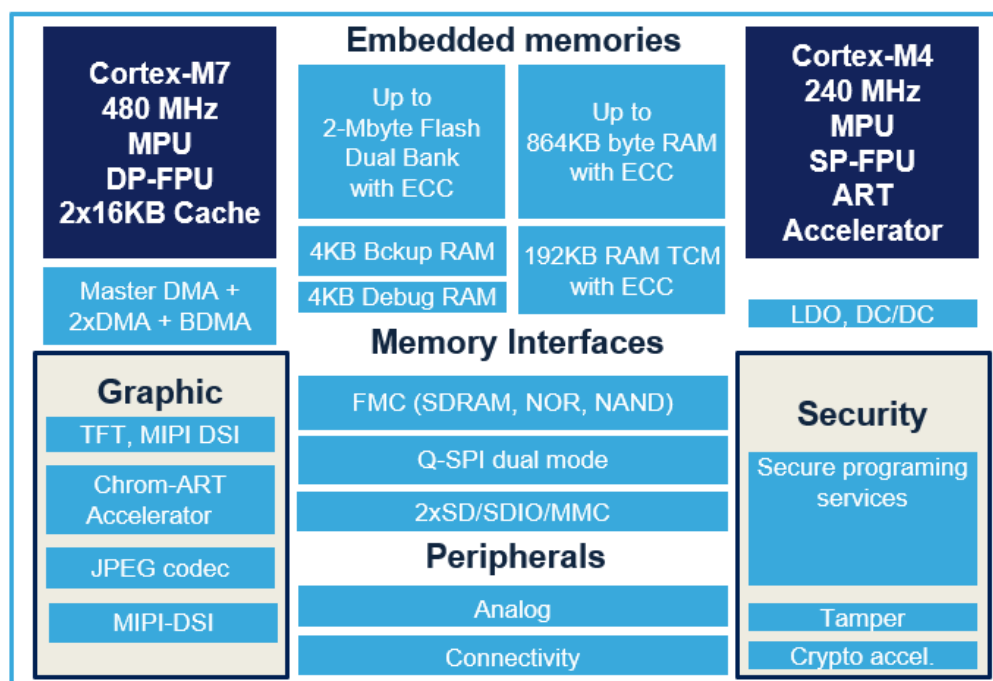 Cortex-M7
480 MHz
MPU
DP-FPU
2x16KB Cache
Master DMA +
2xDMA + BDMA
Graphic
TFT, MIPI DSI
Chrom-ART
Accelerator
JPEG codec
MIPI-DSI
Embedded memories
Up to
2-Mbyte Flash
Dual Bank
with ECC
Up to
864KB byte RAM
with ECC
4KB Bckup RAM
4KB Debug RAM
192KB RAM TCM
with ECC
Memory Interfaces
FMC (SDRAM, NOR, NAND)
Q-SPI dual mode
2xSD/SDIO/MMC
Peripherals
Analog
Connectivity
Cortex-M4
240 MHz
MPU
SP-FPU
ART
Accelerator
LDO, DC/DC
Security
Secure programing
services
Tamper
Crypto accel.